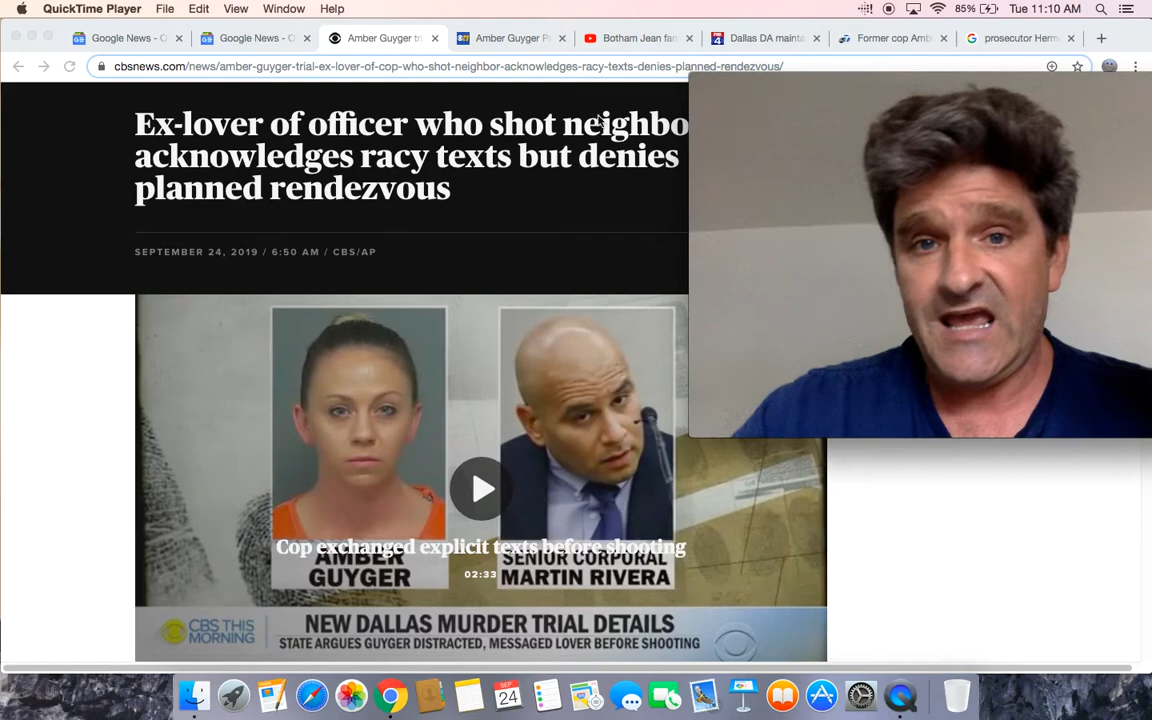 QuickTime Player File Edit View Window Help 85% Tue 11:10 AM
Google News - Google News - Amber Guyger tr Amber Guyger P Botham Jean fan Dallas DA mainta Former cop Amb prosecutor Herm
cbsnews.com/news/amber-guyger-trial-ex-lover-of-cop-who-shot-neighbor-acknowledges-racy-texts-denies-planned-rendezvous/
Ex-lover of officer who shot neighbo
acknowledges racy texts but denies
planned rendezvous
SEPTEMBER 24, 2019 / 6:50 AM / CBS/AP
Cop exchanged explicit texts before shooting
02:33
AMBER
GUYGER
SENIOR CORPORAL
MARTIN RIVERA
CBS THIS
MORNING
NEW DALLAS MURDER TRIAL DETAILS
STATE ARGUES GUYGER DISTRACTED, MESSAGED LOVER BEFORE SHOOTING
SEP
24